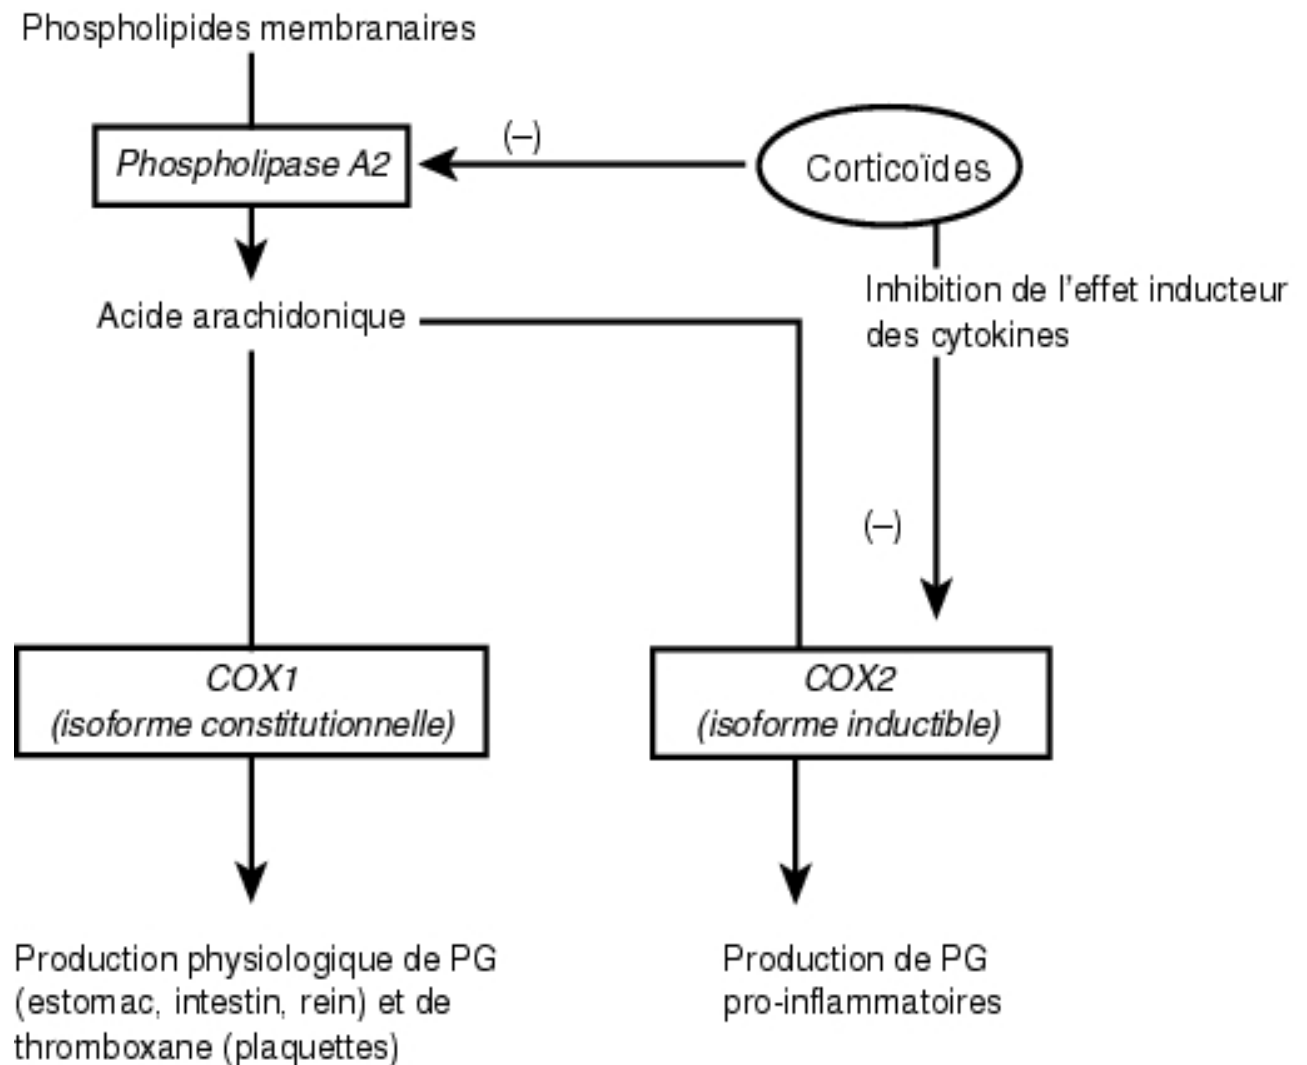 Phospholipides membranaires
(–)
Phospholipase A2
Corticoïdes
Inhibition de l'effet inducteur
des cytokines
Acide arachidonique
(–)
COX1
(isoforme constitutionnelle)
COX2
(isoforme inductible)
Production physiologique de PG
(estomac, intestin, rein) et de
thromboxane (plaquettes)
Production de PG
pro-inflammatoires